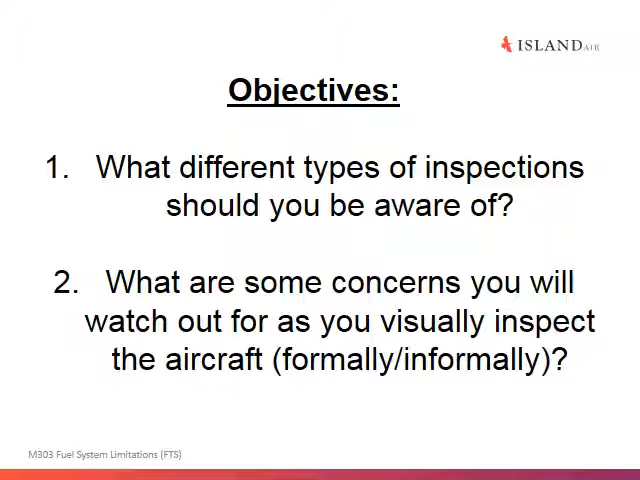 ISLAND AIR
Objectives:
1. What different types of inspections
should you be aware of?
2. What are some concerns you will
watch out for as you visually inspect
the aircraft (formally/informally)?
M303 Fuel System Limitations (FTS)